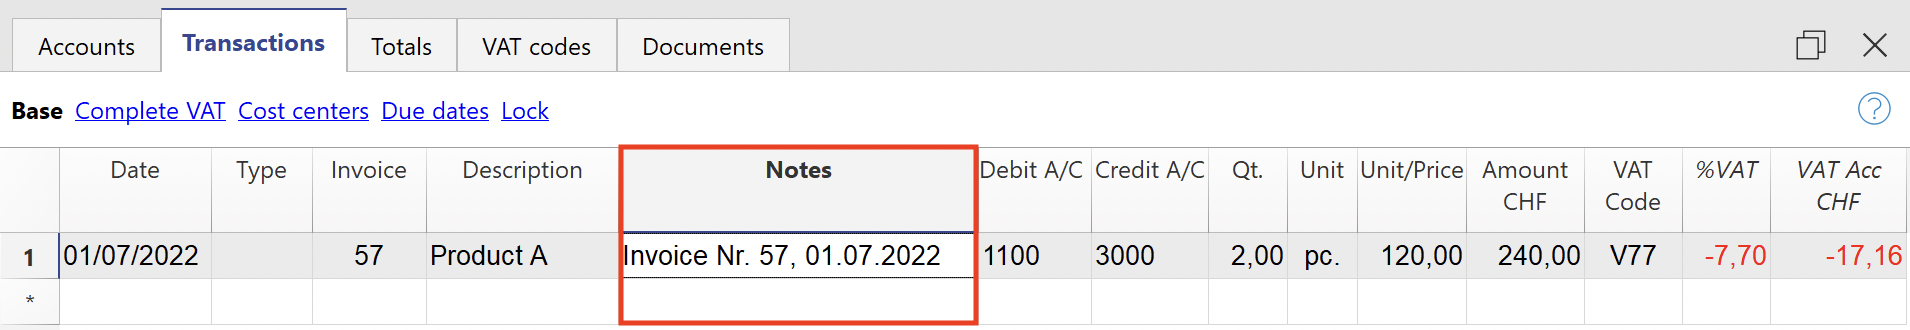 Accounts Transactions Totals VAT codes Documents
Base Complete VAT Cost centers Due dates Lock ?
Date Type Invoice Description Notes Debit A/C Credit A/C Qt. Unit Unit/Price Amount CHF VAT Code %VAT VAT Acc CHF
1 01/07/2022 57 Product A Invoice Nr. 57, 01.07.2022 1100 3000 2,00 pc. 120,00 240,00 V77 -7,70 -17,16
*